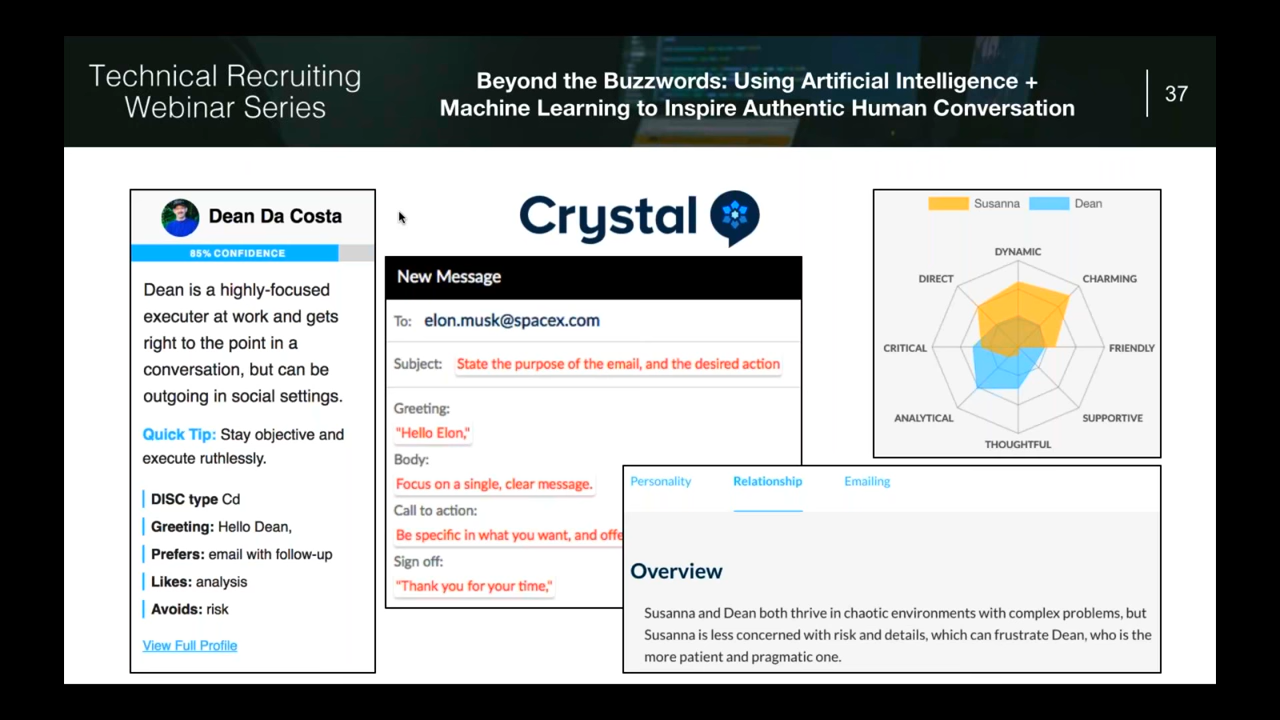 Technical Recruiting
Webinar Series
Beyond the Buzzwords: Using Artificial Intelligence +
Machine Learning to Inspire Authentic Human Conversation
37
Dean Da Costa
85% CONFIDENCE
Dean is a highly-focused
executer at work and gets
right to the point in a
conversation, but can be
outgoing in social settings.
Quick Tip: Stay objective and
execute ruthlessly.
DISC type Cd
Greeting: Hello Dean,
Prefers: email with follow-up
Likes: analysis
Avoids: risk
View Full Profile
Crystal
New Message
To: elon.musk@spacex.com
Subject: State the purpose of the email, and the desired action
Greeting:
"Hello Elon,"
Body:
Focus on a single, clear message.
Call to action:
Be specific in what you want, and offe
Sign off:
"Thank you for your time,"
Susanna Dean
DYNAMIC
DIRECT CHARMING
CRITICAL FRIENDLY
ANALYTICAL SUPPORTIVE
THOUGHTFUL
Personality Relationship Emailing
Overview
Susanna and Dean both thrive in chaotic environments with complex problems, but
Susanna is less concerned with risk and details, which can frustrate Dean, who is the
more patient and pragmatic one.